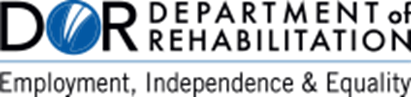 DOR DEPARTMENT of
REHABILITATION
Employment, Independence & Equality